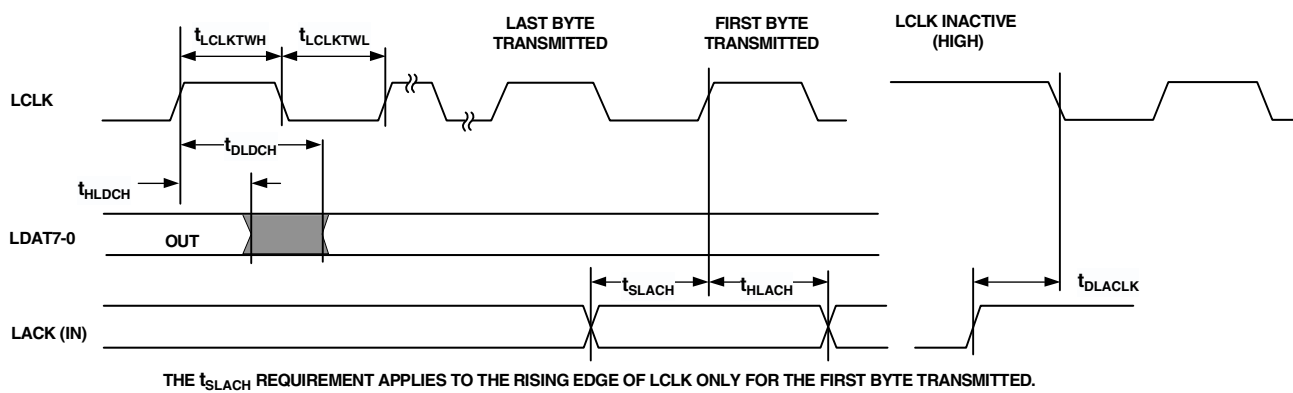 LAST BYTE
TRANSMITTED
FIRST BYTE
TRANSMITTED
LCLK INACTIVE
(HIGH)
tLCLKTWH
tLCLKTWL
LCLK
tDLDCH
tHLDCH
LDAT7-0
OUT
tSLACH
tHLACH
tDLACLK
LACK (IN)
THE tSLACH REQUIREMENT APPLIES TO THE RISING EDGE OF LCLK ONLY FOR THE FIRST BYTE TRANSMITTED.